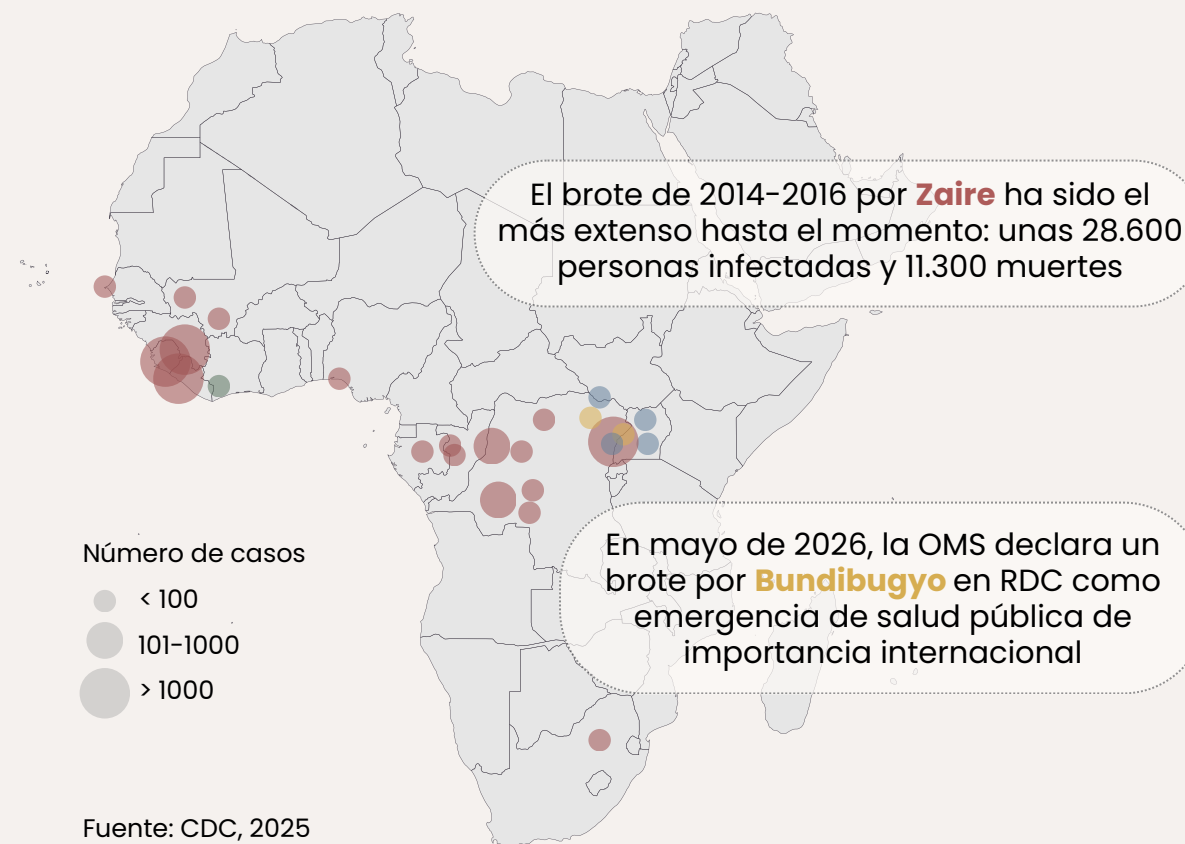 El brote de 2014-2016 por Zaire ha sido el
más extenso hasta el momento: unas 28.600
personas infectadas y 11.300 muertes
En mayo de 2026, la OMS declara un
brote por Bundibugyo en RDC como
emergencia de salud pública de
importancia internacional
Número de casos
< 100
101-1000
> 1000
Fuente: CDC, 2025